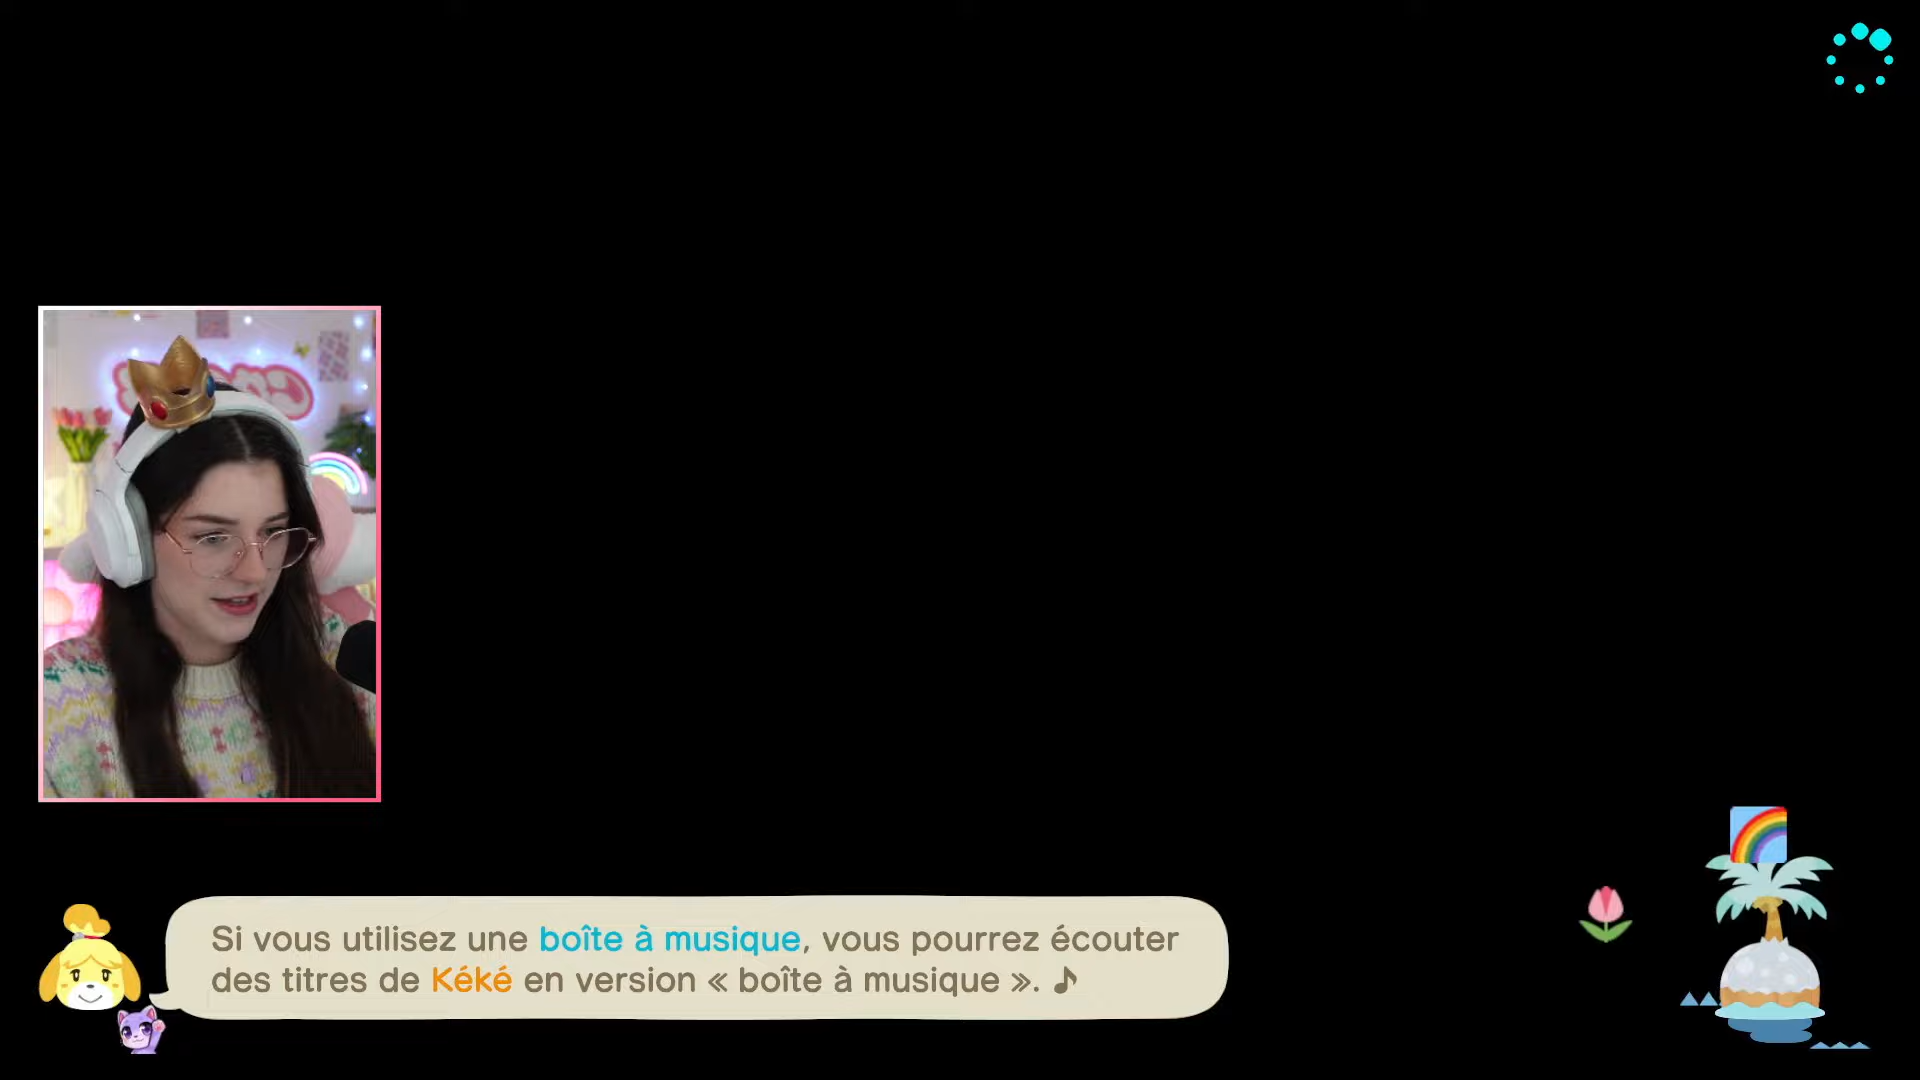 Si vous utilisez une boîte à musique, vous pourrez écouter
des titres de Kéké en version « boîte à musique ». ♪